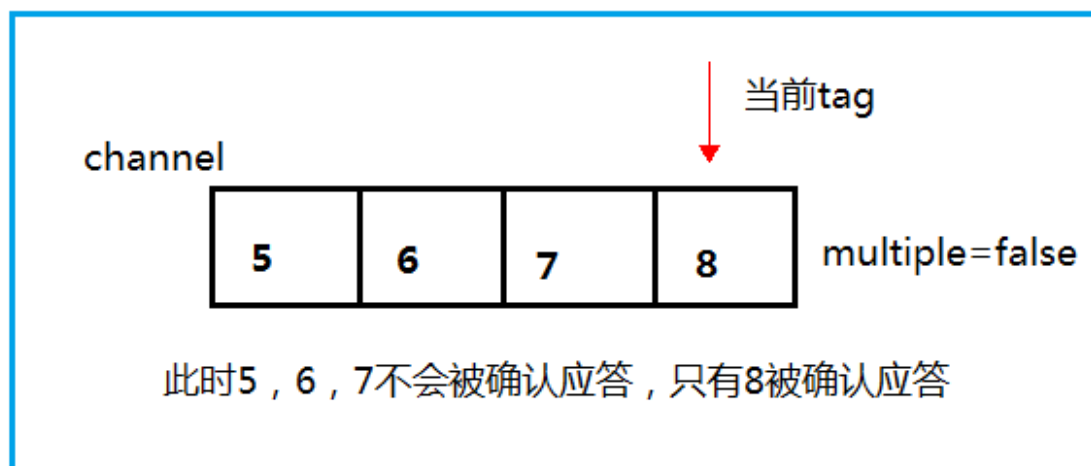 当前tag
channel
5 6 7 8
multiple=false
此时5，6，7不会被确认应答，只有8被确认应答